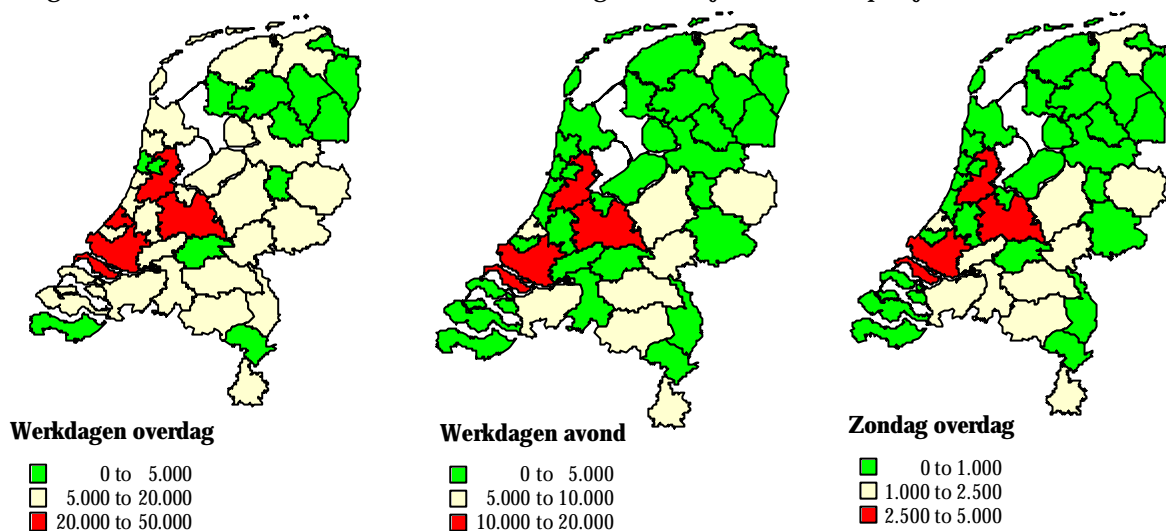 Werkdagen overdag
0 to 5.000
5.000 to 20.000
20.000 to 50.000
Werkdagen avond
0 to 5.000
5.000 to 10.000
10.000 to 20.000
Zondag overdag
0 to 1.000
1.000 to 2.500
2.500 to 5.000